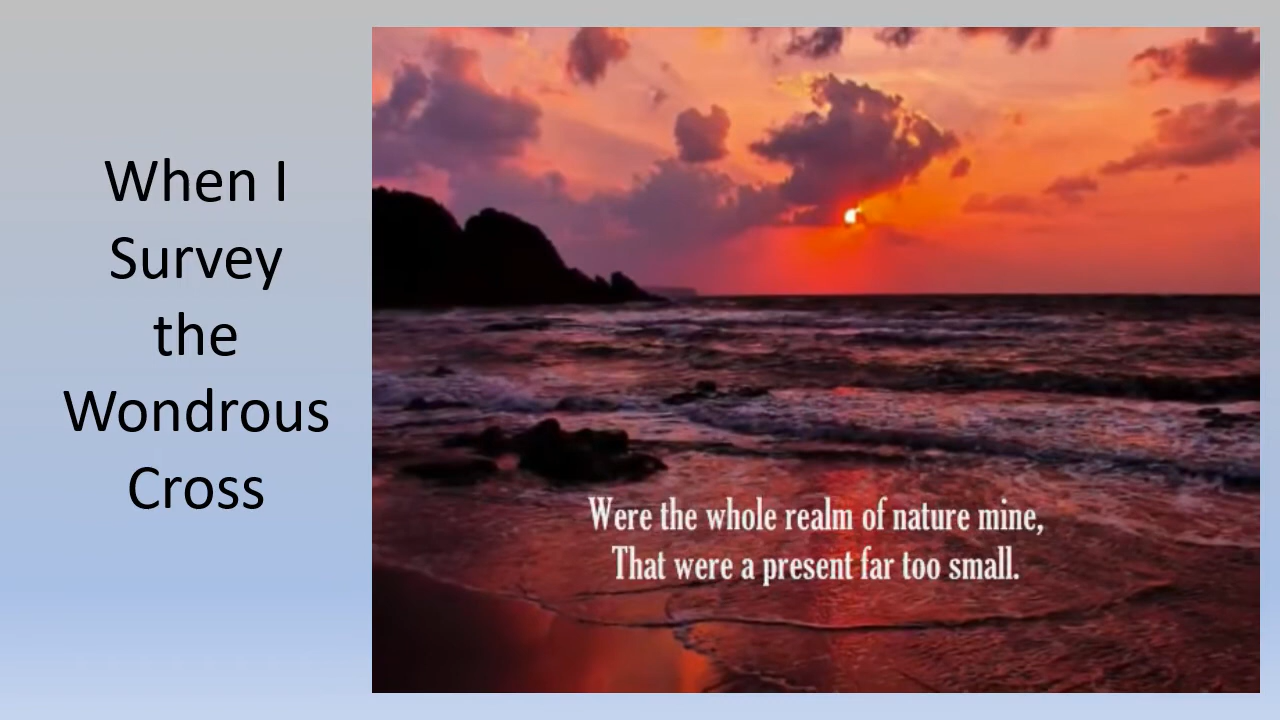 When I
Survey
the
Wondrous
Cross
Were the whole realm of nature mine,
That were a present far too small.